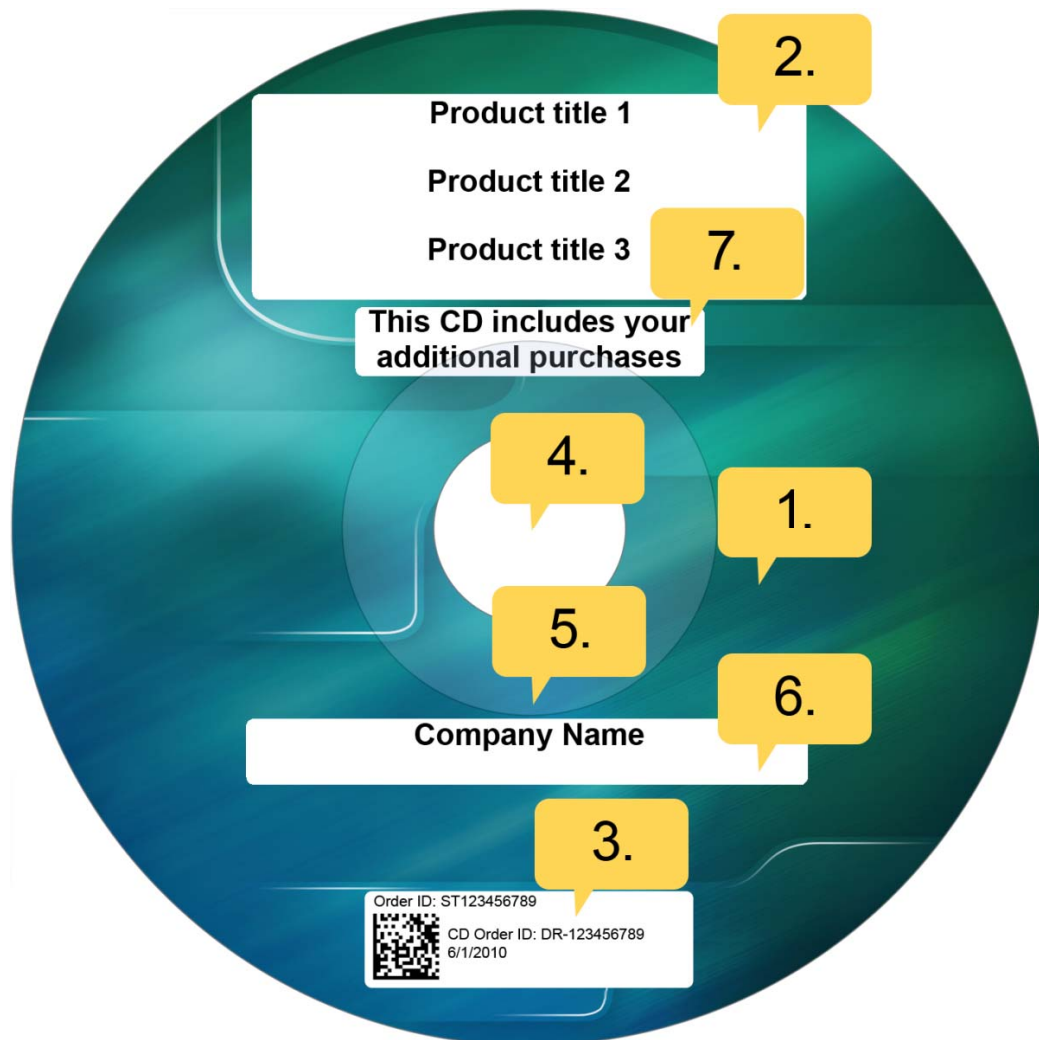 2.
Product title 1
Product title 2
Product title 3
7.
This CD includes your
additional purchases
4.
1.
5.
6.
Company Name
3.
Order ID: ST123456789
CD Order ID: DR-123456789
6/1/2010